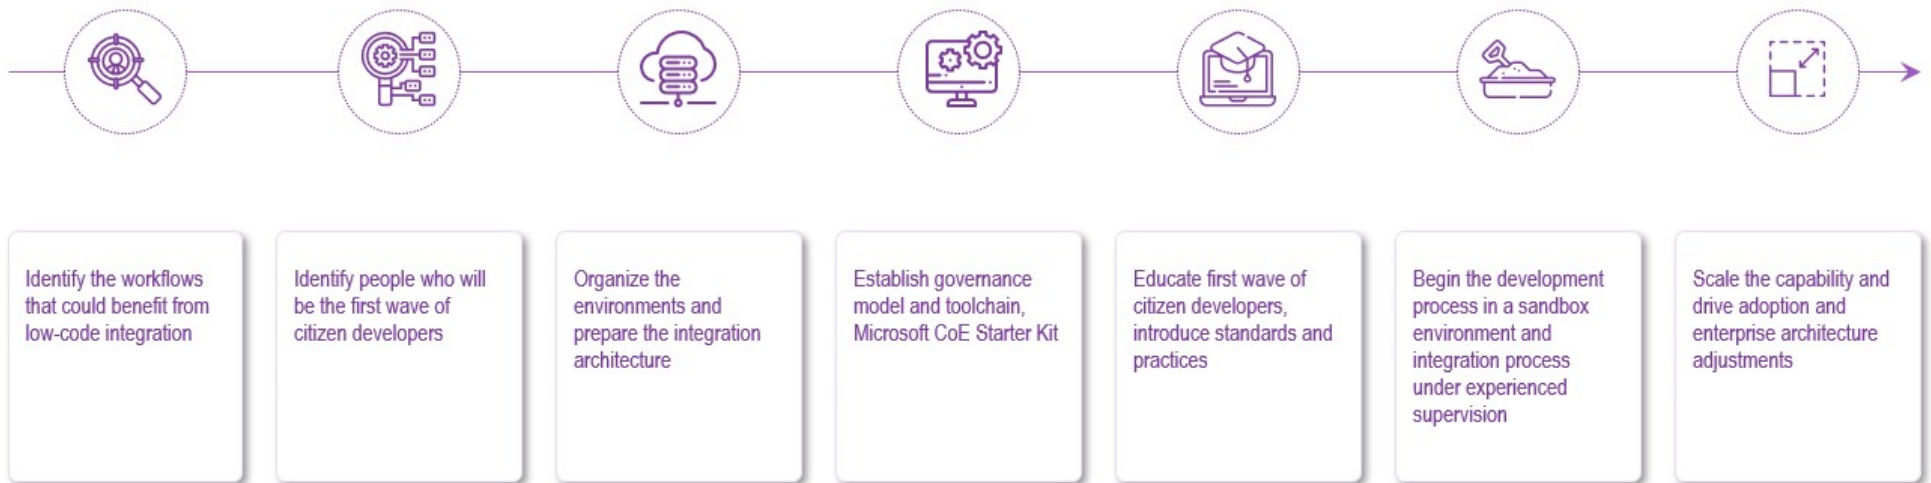 Identify the workflows
that could benefit from
low-code integration
Identify people who will
be the first wave of
citizen developers
Organize the
environments and
prepare the integration
architecture
Establish governance
model and toolchain,
Microsoft CoE Starter Kit
Educate first wave of
citizen developers,
introduce standards and
practices
Begin the development
process in a sandbox
environment and
integration process
under experienced
supervision
Scale the capability and
drive adoption and
enterprise architecture
adjustments